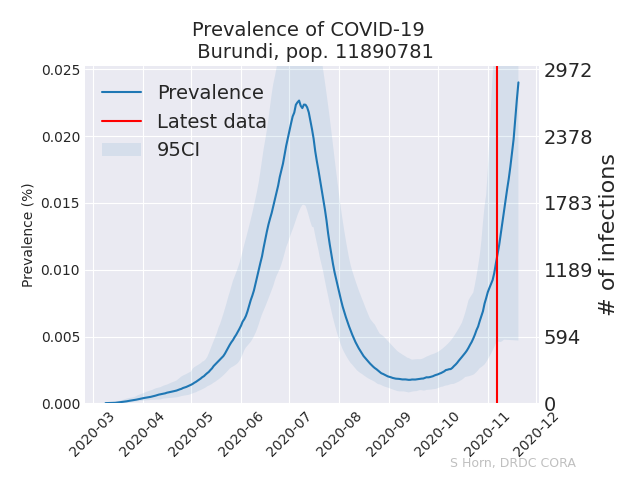 Prevalence of COVID-19
Burundi, pop. 11890781
Prevalence
Latest data
95CI
Prevalence (%)
0.025
0.020
0.015
0.010
0.005
0.000
2972
2378
1783
1189
594
0
# of infections
2020-03
2020-04
2020-05
2020-06
2020-07
2020-08
2020-09
2020-10
2020-11
2020-12
S Horn, DRDC CORA